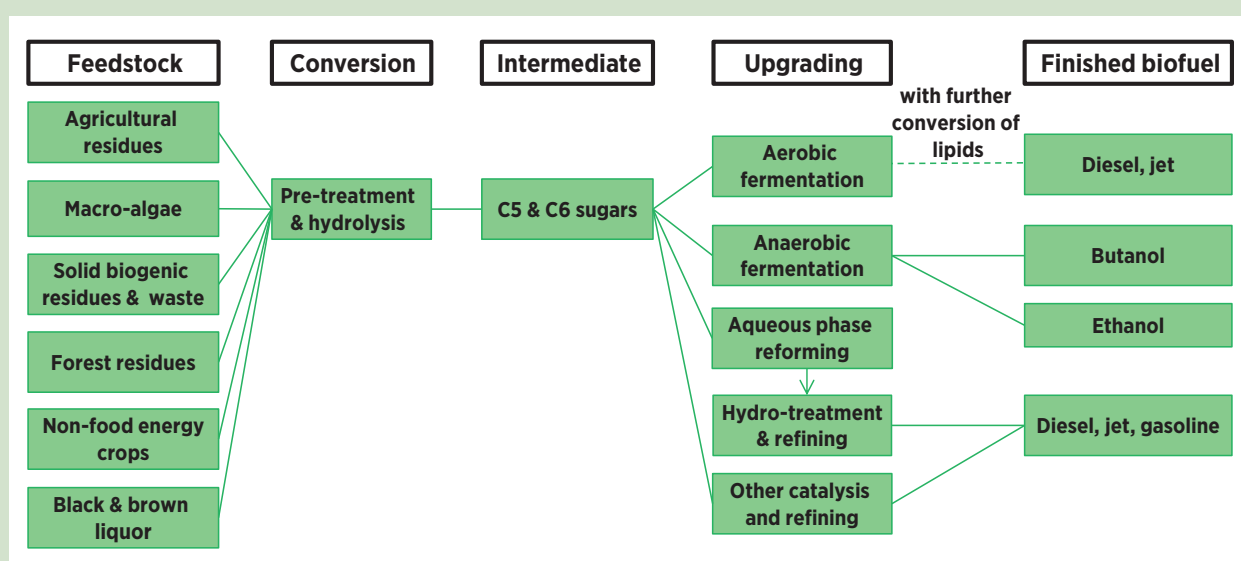 Feedstock
Conversion
Intermediate
Upgrading
Finished biofuel
Agricultural
residues
Macro-algae
Solid biogenic
residues & waste
Forest residues
Non-food energy
crops
Black & brown
liquor
Pre-treatment
& hydrolysis
C5 & C6 sugars
Aerobic
fermentation
Anaerobic
fermentation
Aqueous phase
reforming
Hydro-treatment
& refining
Other catalysis
and refining
with further
conversion of
lipids
Diesel, jet
Butanol
Ethanol
Diesel, jet, gasoline